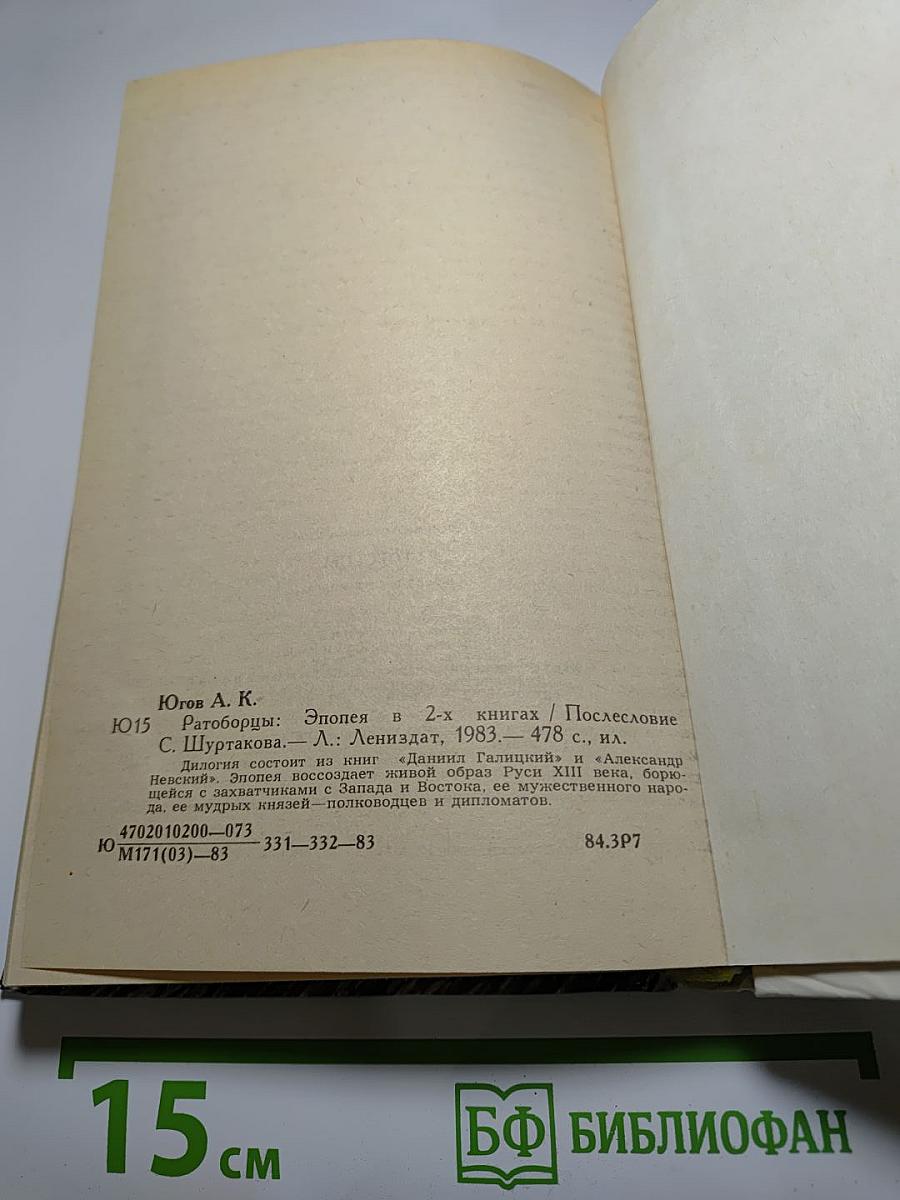 Югов А. К.
Ю15 Ратоборцы: Эпопея в 2-х книгах / Послесловие
С. Шуртакова.— Л.: Лениздат, 1983.— 478 с., ил.
Дилогия состоит из книг «Даниил Галицкий» и «Александр
Невский». Эпопея воссоздает живой образ Руси XIII века, борю-
щейся с захватчиками с Запада и Востока, ее мужественного наро-
да, ее мудрых князей—полководцев и дипломатов.
4702010200—073
Ю 331—332—83 84.3Р7
М171(03)—83
15 см БФ БИБЛИОФАН